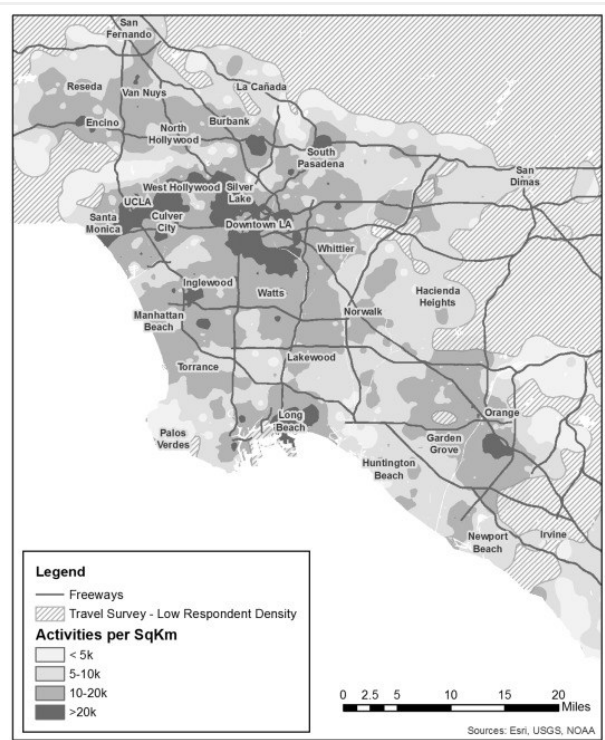 San
Fernando
Reseda
Van Nuys
La Cañada
Burbank
Encino
North
Hollywood
South
Pasadena
San
Dimas
West Hollywood
Silver
Lake
UCLA
Santa
Monica
Culver
City
Downtown LA
Whittier
Inglewood
Watts
Hacienda
Heights
Manhattan
Beach
Norwalk
Torrance
Lakewood
Long
Beach
Orange
Palos
Verdes
Garden
Grove
Huntington
Beach
Newport
Beach
Irvine
Legend
Freeways
Travel Survey - Low Respondent Density
Activities per SqKm
< 5k
5-10k
10-20k
>20k
0 2.5 5 10 15 20
Miles
Sources: Esri, USGS, NOAA